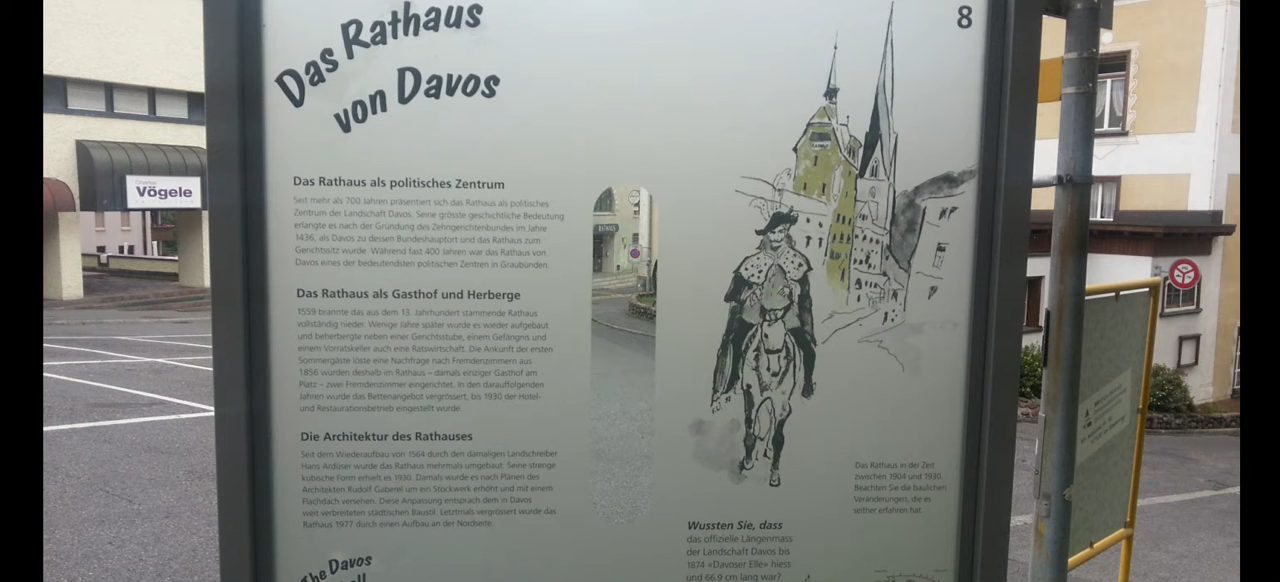 Das Rathaus
von Davos
8
Das Rathaus als politisches Zentrum
Seit mehr als 700 Jahren präsentiert sich das Rathaus als politisches
Zentrum der Landschaft Davos. Seine grösste geschichtliche Bedeutung
erlangte es nach der Gründung des Zehngerichtenbundes im Jahre
1436, als Davos zu dessen Bundeshauptort und das Rathaus zum
Gerichtssitz wurde. Während fast 400 Jahren war das Rathaus von
Davos eines der bedeutendsten politischen Zentren in Graubünden.
Das Rathaus als Gasthof und Herberge
1559 brannte das aus dem 13. Jahrhundert stammende Rathaus
vollständig nieder. Wenige Jahre später wurde es wieder aufgebaut
und beherbergte neben einer Gerichtsstube, einem Gefängnis und
einem Vorratskeller auch eine Ratswirtschaft. Die Ankunft der ersten
Sommergäste löste eine Nachfrage nach Fremdenzimmern aus.
1856 wurden deshalb im Rathaus – damals einziger Gasthof am
Platz – zwei Fremdenzimmer eingerichtet. In den darauffolgenden
Jahren wurde das Bettenangebot vergrössert, bis 1930 der Hotel-
und Restaurationsbetrieb eingestellt wurde.
Die Architektur des Rathauses
Seit dem Wiederaufbau von 1564 durch den damaligen Landschreiber
Hans Ardüser wurde das Rathaus mehrmals umgebaut. Seine strenge
kubische Form erhielt es 1930. Damals wurde es nach Plänen des
Architekten Rudolf Gaberel um ein Stockwerk erhöht und mit einem
Flachdach versehen. Diese Anpassung entsprach dem in Davos
weit verbreiteten städtischen Baustil. Letztmals vergrössert wurde das
Rathaus 1977 durch einen Aufbau an der Nordseite.
The Davos
Das Rathaus in der Zeit
zwischen 1904 und 1930.
Beachten Sie die baulichen
Veränderungen, die es
seither erfahren hat.
Wussten Sie, dass
das offizielle Längenmass
der Landschaft Davos bis
1874 «Davoser Elle» hiess
und 66.9 cm lang war?
Vögele